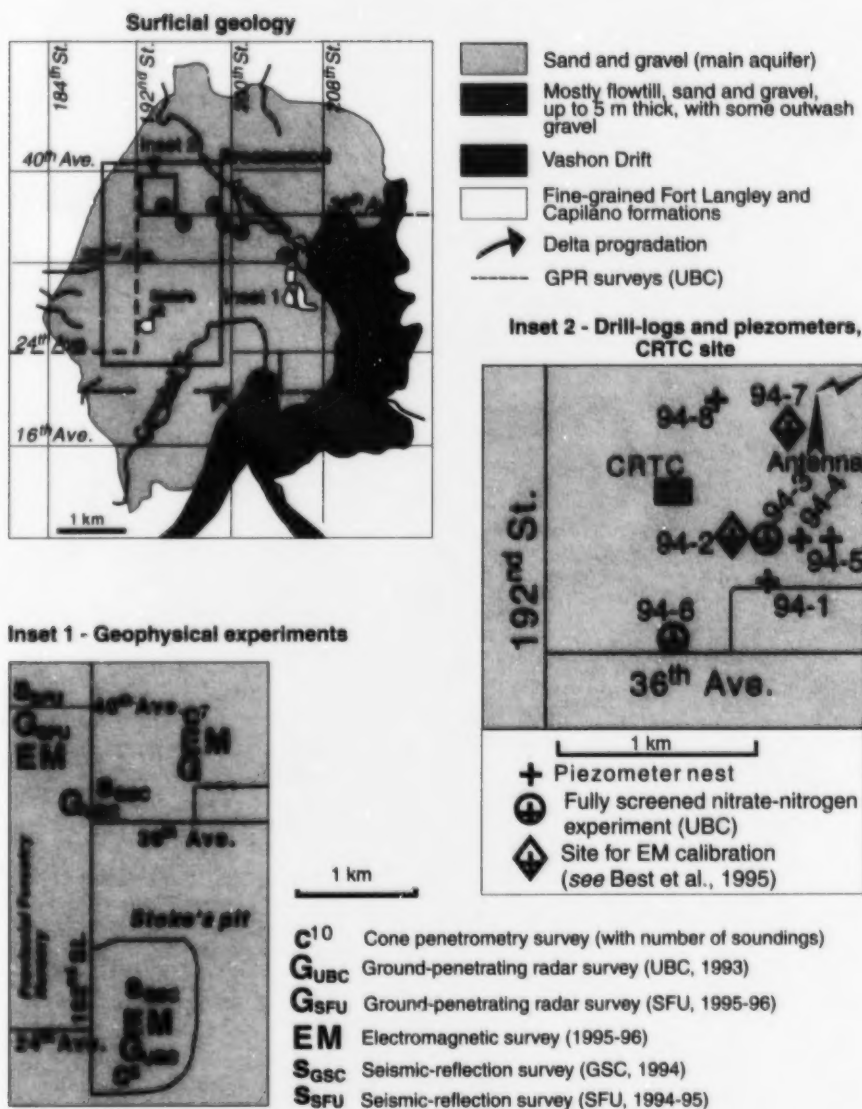 Surficial geology
184th St.
192nd St.
200th St.
208th St.
40th Ave.
Inset 2
Inset 1
24th Ave.
16th Ave.
1 km
Sand and gravel (main aquifer)
Mostly flowtill, sand and gravel,
up to 5 m thick, with some outwash
gravel
Vashon Drift
Fine-grained Fort Langley and
Capilano formations
Delta progradation
GPR surveys (UBC)
Inset 2 - Drill-logs and piezometers,
CRTC site
94-7
94-8
CRTC
Antenna
94-3
94-4
94-2
94-5
94-6
94-1
192nd St.
36th Ave.
1 km
Piezometer nest
Fully screened nitrate-nitrogen
experiment (UBC)
Site for EM calibration
(see Best et al., 1995)
Inset 1 - Geophysical experiments
SSFU
40th Ave.
C7
GSFU
EM
EM
G
SGSC
GUBC
36th Ave.
Stoke's pit
192nd St.
SGSC
EM
GUBC
24th Ave.
1 km
C10 Cone penetrometry survey (with number of soundings)
GUBC Ground-penetrating radar survey (UBC, 1993)
GSFU Ground-penetrating radar survey (SFU, 1995-96)
EM Electromagnetic survey (1995-96)
SGSC Seismic-reflection survey (GSC, 1994)
SSFU Seismic-reflection survey (SFU, 1994-95)